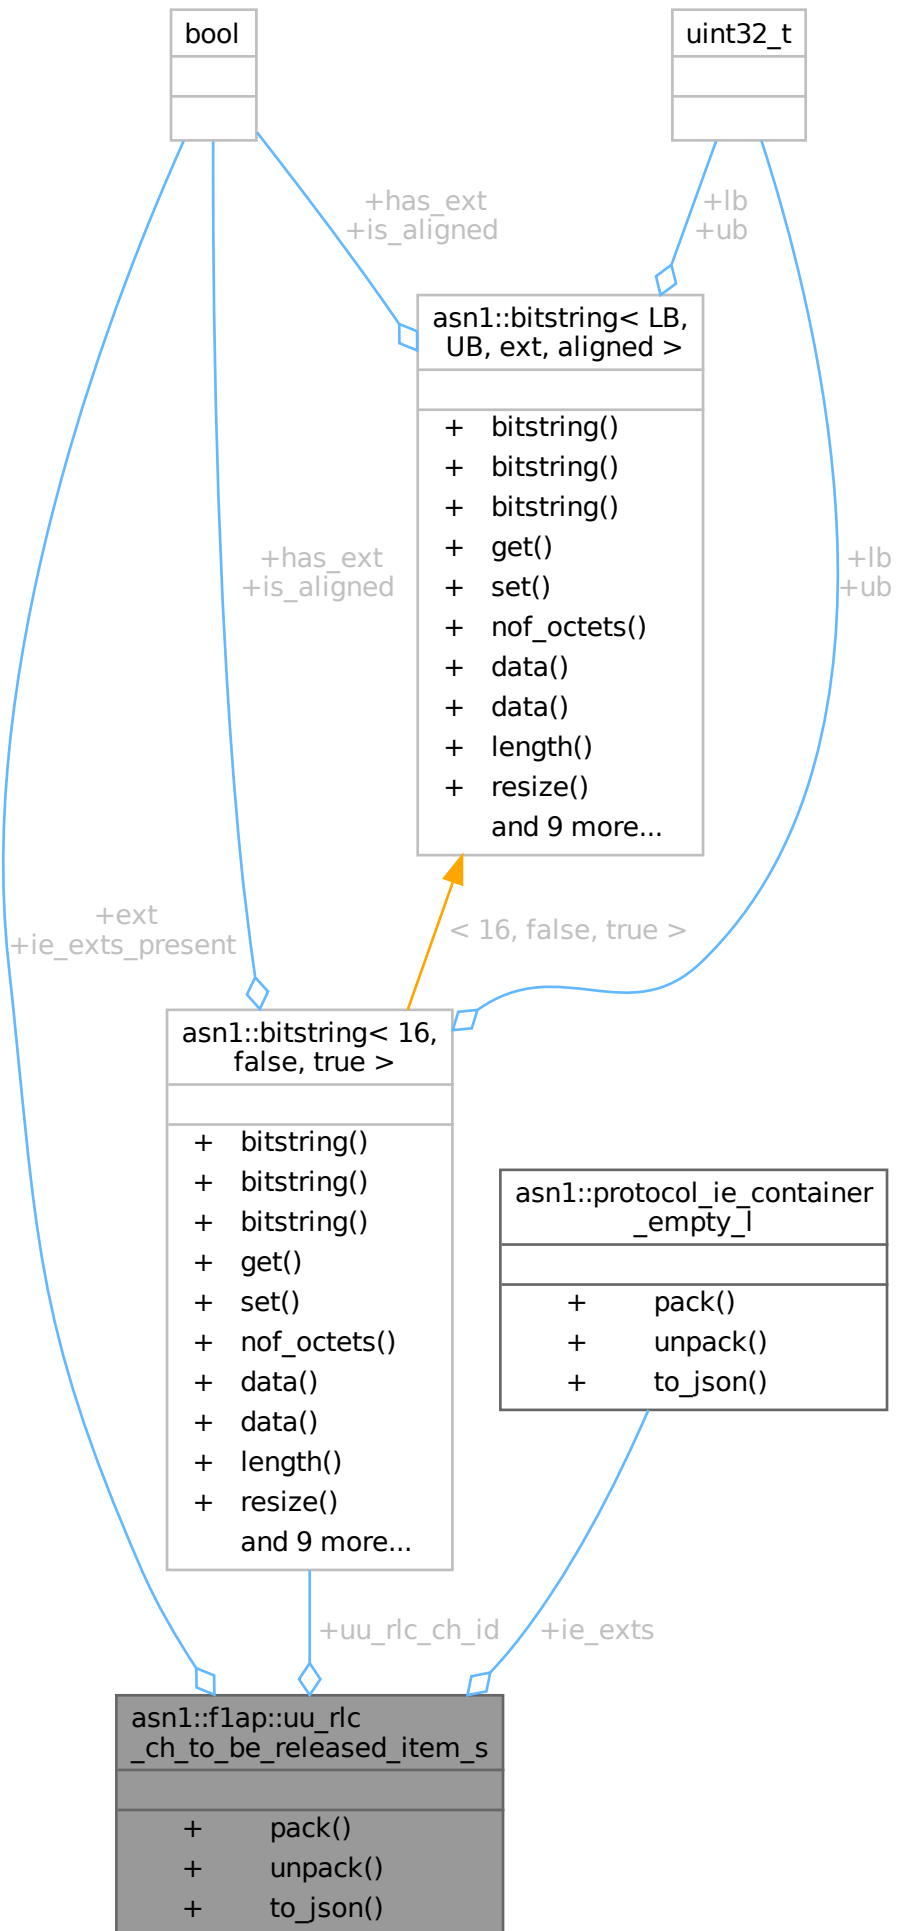 bool
uint32_t
+has_ext
+is_aligned
+lb
+ub
asn1::bitstring< LB,
UB, ext, aligned >
+ bitstring()
+ bitstring()
+ bitstring()
+ get()
+ set()
+ nof_octets()
+ data()
+ data()
+ length()
+ resize()
and 9 more...
+has_ext
+is_aligned
+lb
+ub
+ext
+ie_exts_present
< 16, false, true >
asn1::bitstring< 16,
false, true >
+ bitstring()
+ bitstring()
+ bitstring()
+ get()
+ set()
+ nof_octets()
+ data()
+ data()
+ length()
+ resize()
and 9 more...
asn1::protocol_ie_container
_empty_l
+ pack()
+ unpack()
+ to_json()
+uu_rlc_ch_id
+ie_exts
asn1::f1ap::uu_rlc
_ch_to_be_released_item_s
+ pack()
+ unpack()
+ to_json()